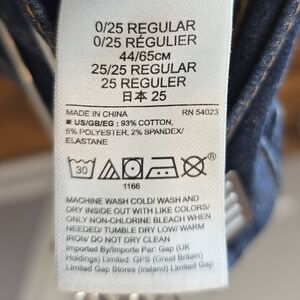 0/25 REGULAR
0/25 RÉGULIER
44/65CM
25/25 REGULAR
25 REGULER
日本 25
MADE IN CHINA RN 54023
■ US/GB/EG : 93% COTTON,
5% POLYESTER, 2% SPANDEX/
ELASTANE
30
®
1166
MACHINE WASH COLD/ WASH AND
DRY INSIDE OUT WITH LIKE COLORS/
ONLY NON-CHLORINE BLEACH WHEN
NEEDED/ TUMBLE DRY LOW/ WARM
IRON/ DO NOT DRY CLEAN
Imported By/Importe Par: Gap (UK
Holdings) Limited: GPS (Great Britain)
Limited Gap Stores (Ireland) Limited Gap